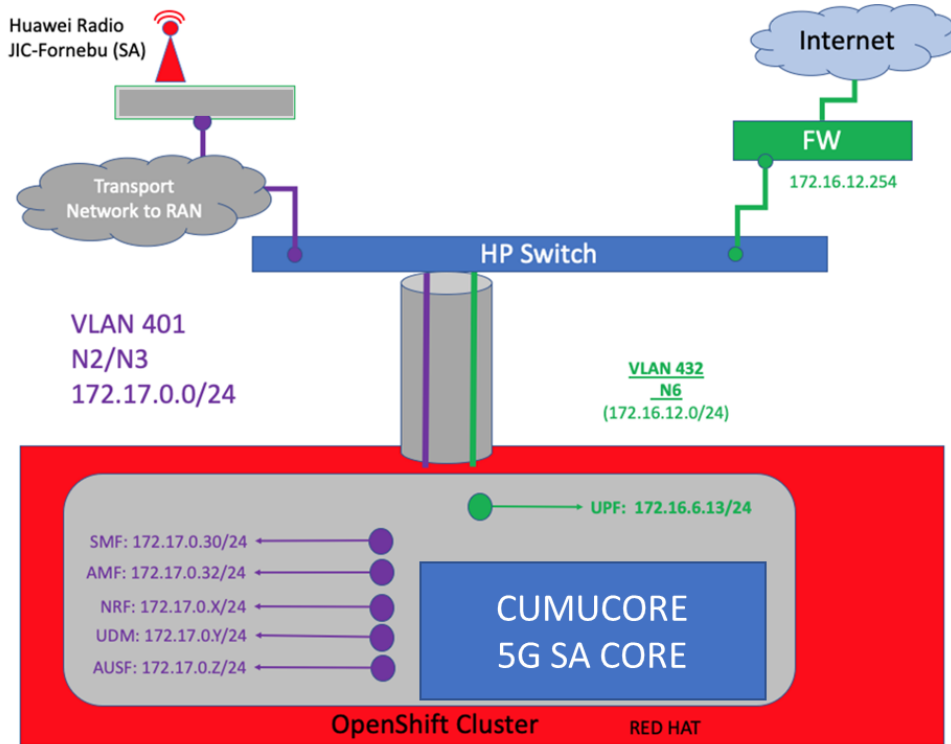 Huawei Radio
JIC-Fornebu (SA)
Internet
FW
172.16.12.254
Transport
Network to RAN
HP Switch
VLAN 401
N2/N3
172.17.0.0/24
VLAN 432
N6
(172.16.12.0/24)
UPF: 172.16.6.13/24
SMF: 172.17.0.30/24
AMF: 172.17.0.32/24
NRF: 172.17.0.X/24
UDM: 172.17.0.Y/24
AUSF: 172.17.0.Z/24
CUMUCORE
5G SA CORE
OpenShift Cluster
RED HAT